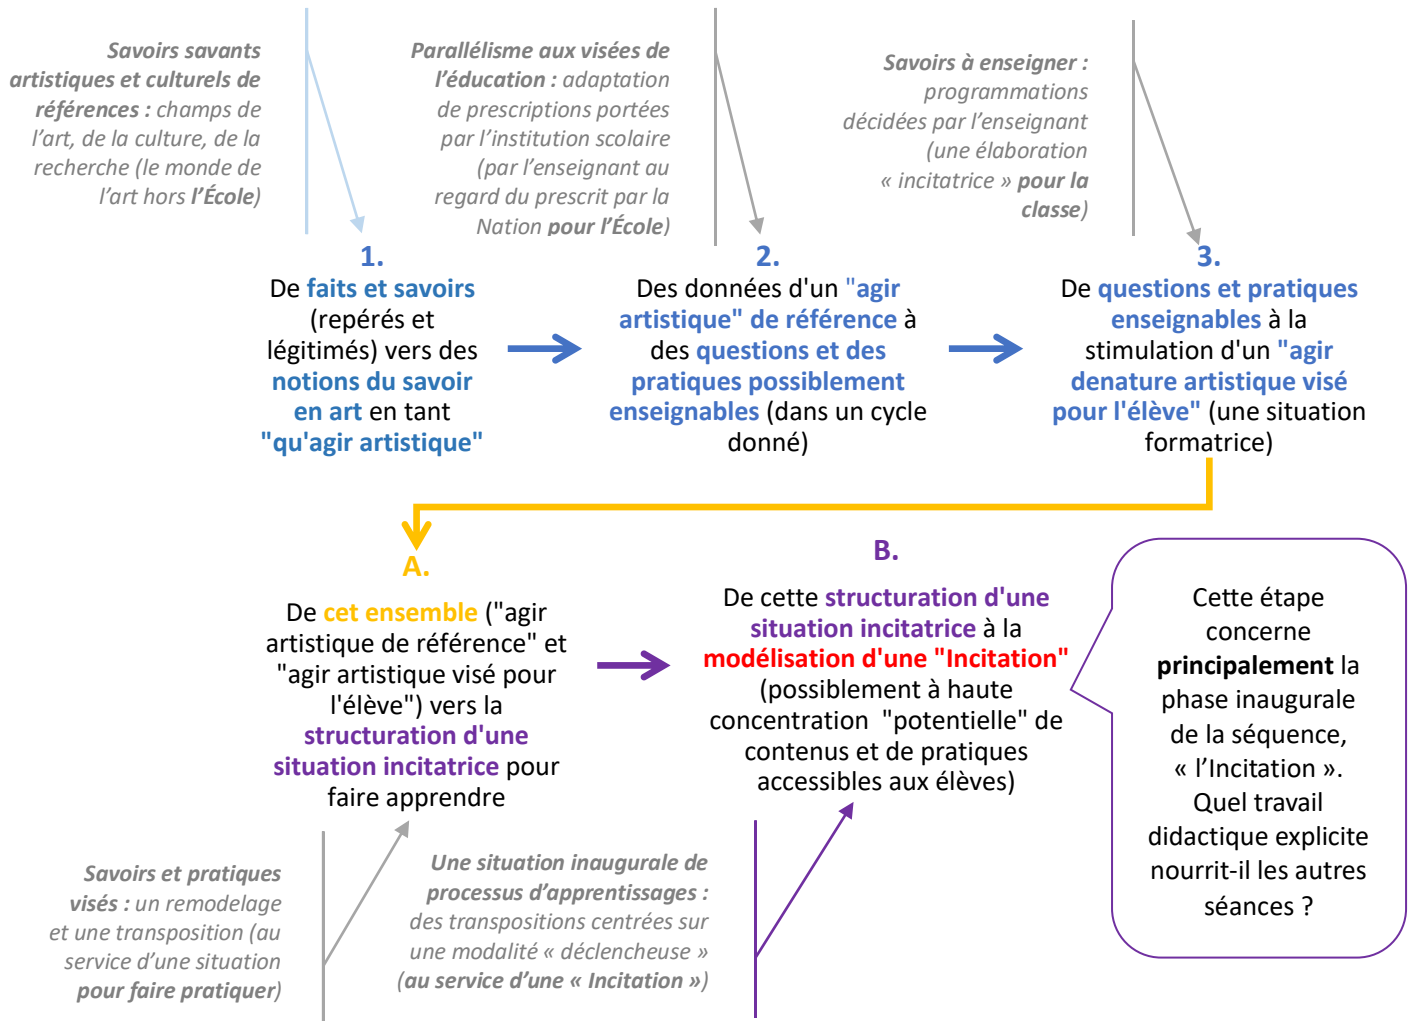 Savoirs savants
artistiques et culturels de
références : champs de
l’art, de la culture, de la
recherche (le monde de
l’art hors l’École)
Parallélisme aux visées de
l’éducation : adaptation
de prescriptions portées
par l’institution scolaire
(par l’enseignant au
regard du prescrit par la
Nation pour l’École)
Savoirs à enseigner :
programmations
décidées par l’enseignant
(une élaboration
« incitatrice » pour la
classe)
1.
De faits et savoirs
(repérés et
légitimés) vers des
notions du savoir
en art en tant
"qu'agir artistique"
2.
Des données d'un "agir
artistique" de référence à
des questions et des
pratiques possiblement
enseignables (dans un cycle
donné)
3.
De questions et pratiques
enseignables à la
stimulation d'un "agir
denature artistique visé
pour l'élève" (une situation
formatrice)
A.
De cet ensemble ("agir
artistique de référence" et
"agir artistique visé pour
l'élève") vers la
structuration d'une
situation incitatrice pour
faire apprendre
B.
De cette structuration d'une
situation incitatrice à la
modélisation d'une "Incitation"
(possiblement à haute
concentration "potentielle" de
contenus et de pratiques
accessibles aux élèves)
Cette étape
concerne
principalement la
phase inaugurale
de la séquence,
« l’Incitation ».
Quel travail
didactique explicite
nourrit-il les autres
séances ?
Savoirs et pratiques
visés : un remodelage
et une transposition (au
service d’une situation
pour faire pratiquer)
Une situation inaugurale de
processus d’apprentissages :
des transpositions centrées sur
une modalité « déclencheuse »
(au service d’une « Incitation »)